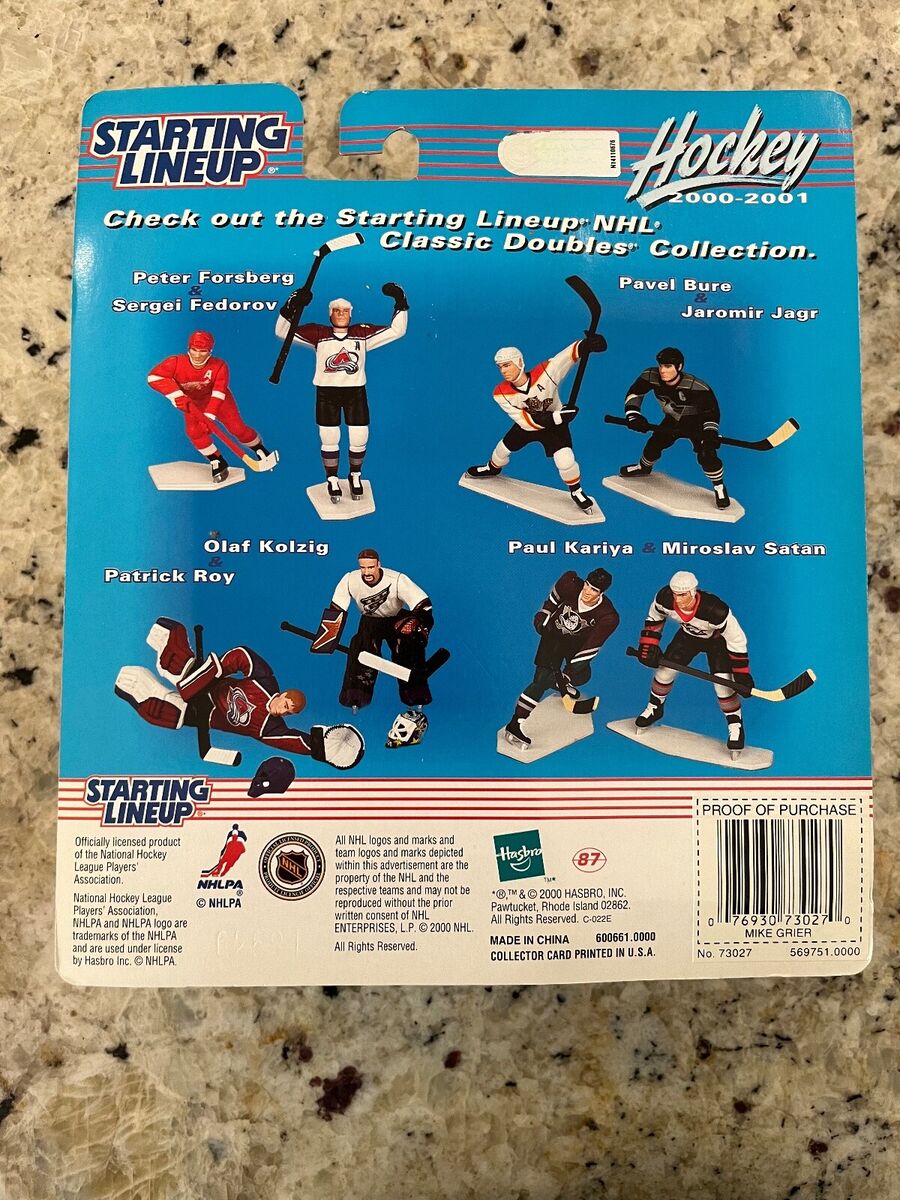 STARTING
LINEUP®
N14110676
Hockey
2000-2001
Check out the Starting Lineup® NHL®
Classic Doubles® Collection.
Peter Forsberg
&
Sergei Fedorov
Pavel Bure
&
Jaromir Jagr
Olaf Kolzig
&
Patrick Roy
Paul Kariya & Miroslav Satan
STARTING
LINEUP®
Officially licensed product
of the National Hockey
League Players'
Association.
National Hockey League
Players' Association,
NHLPA and NHLPA logo are
trademarks of the NHLPA
and are used under license
by Hasbro Inc. © NHLPA.
NHLPA®
© NHLPA
NHL
All NHL logos and marks and
team logos and marks depicted
within this advertisement are the
property of the NHL and the
respective teams and may not be
reproduced without the prior
written consent of NHL
ENTERPRISES, L.P. © 2000 NHL.
All Rights Reserved.
Hasbro
TM*
87
*®,™ & © 2000 HASBRO, INC.
Pawtucket, Rhode Island 02862.
All Rights Reserved. C-022E
MADE IN CHINA 600661.0000
COLLECTOR CARD PRINTED IN U.S.A.
PROOF OF PURCHASE
0 76930 73027 0
MIKE GRIER
No. 73027 569751.0000